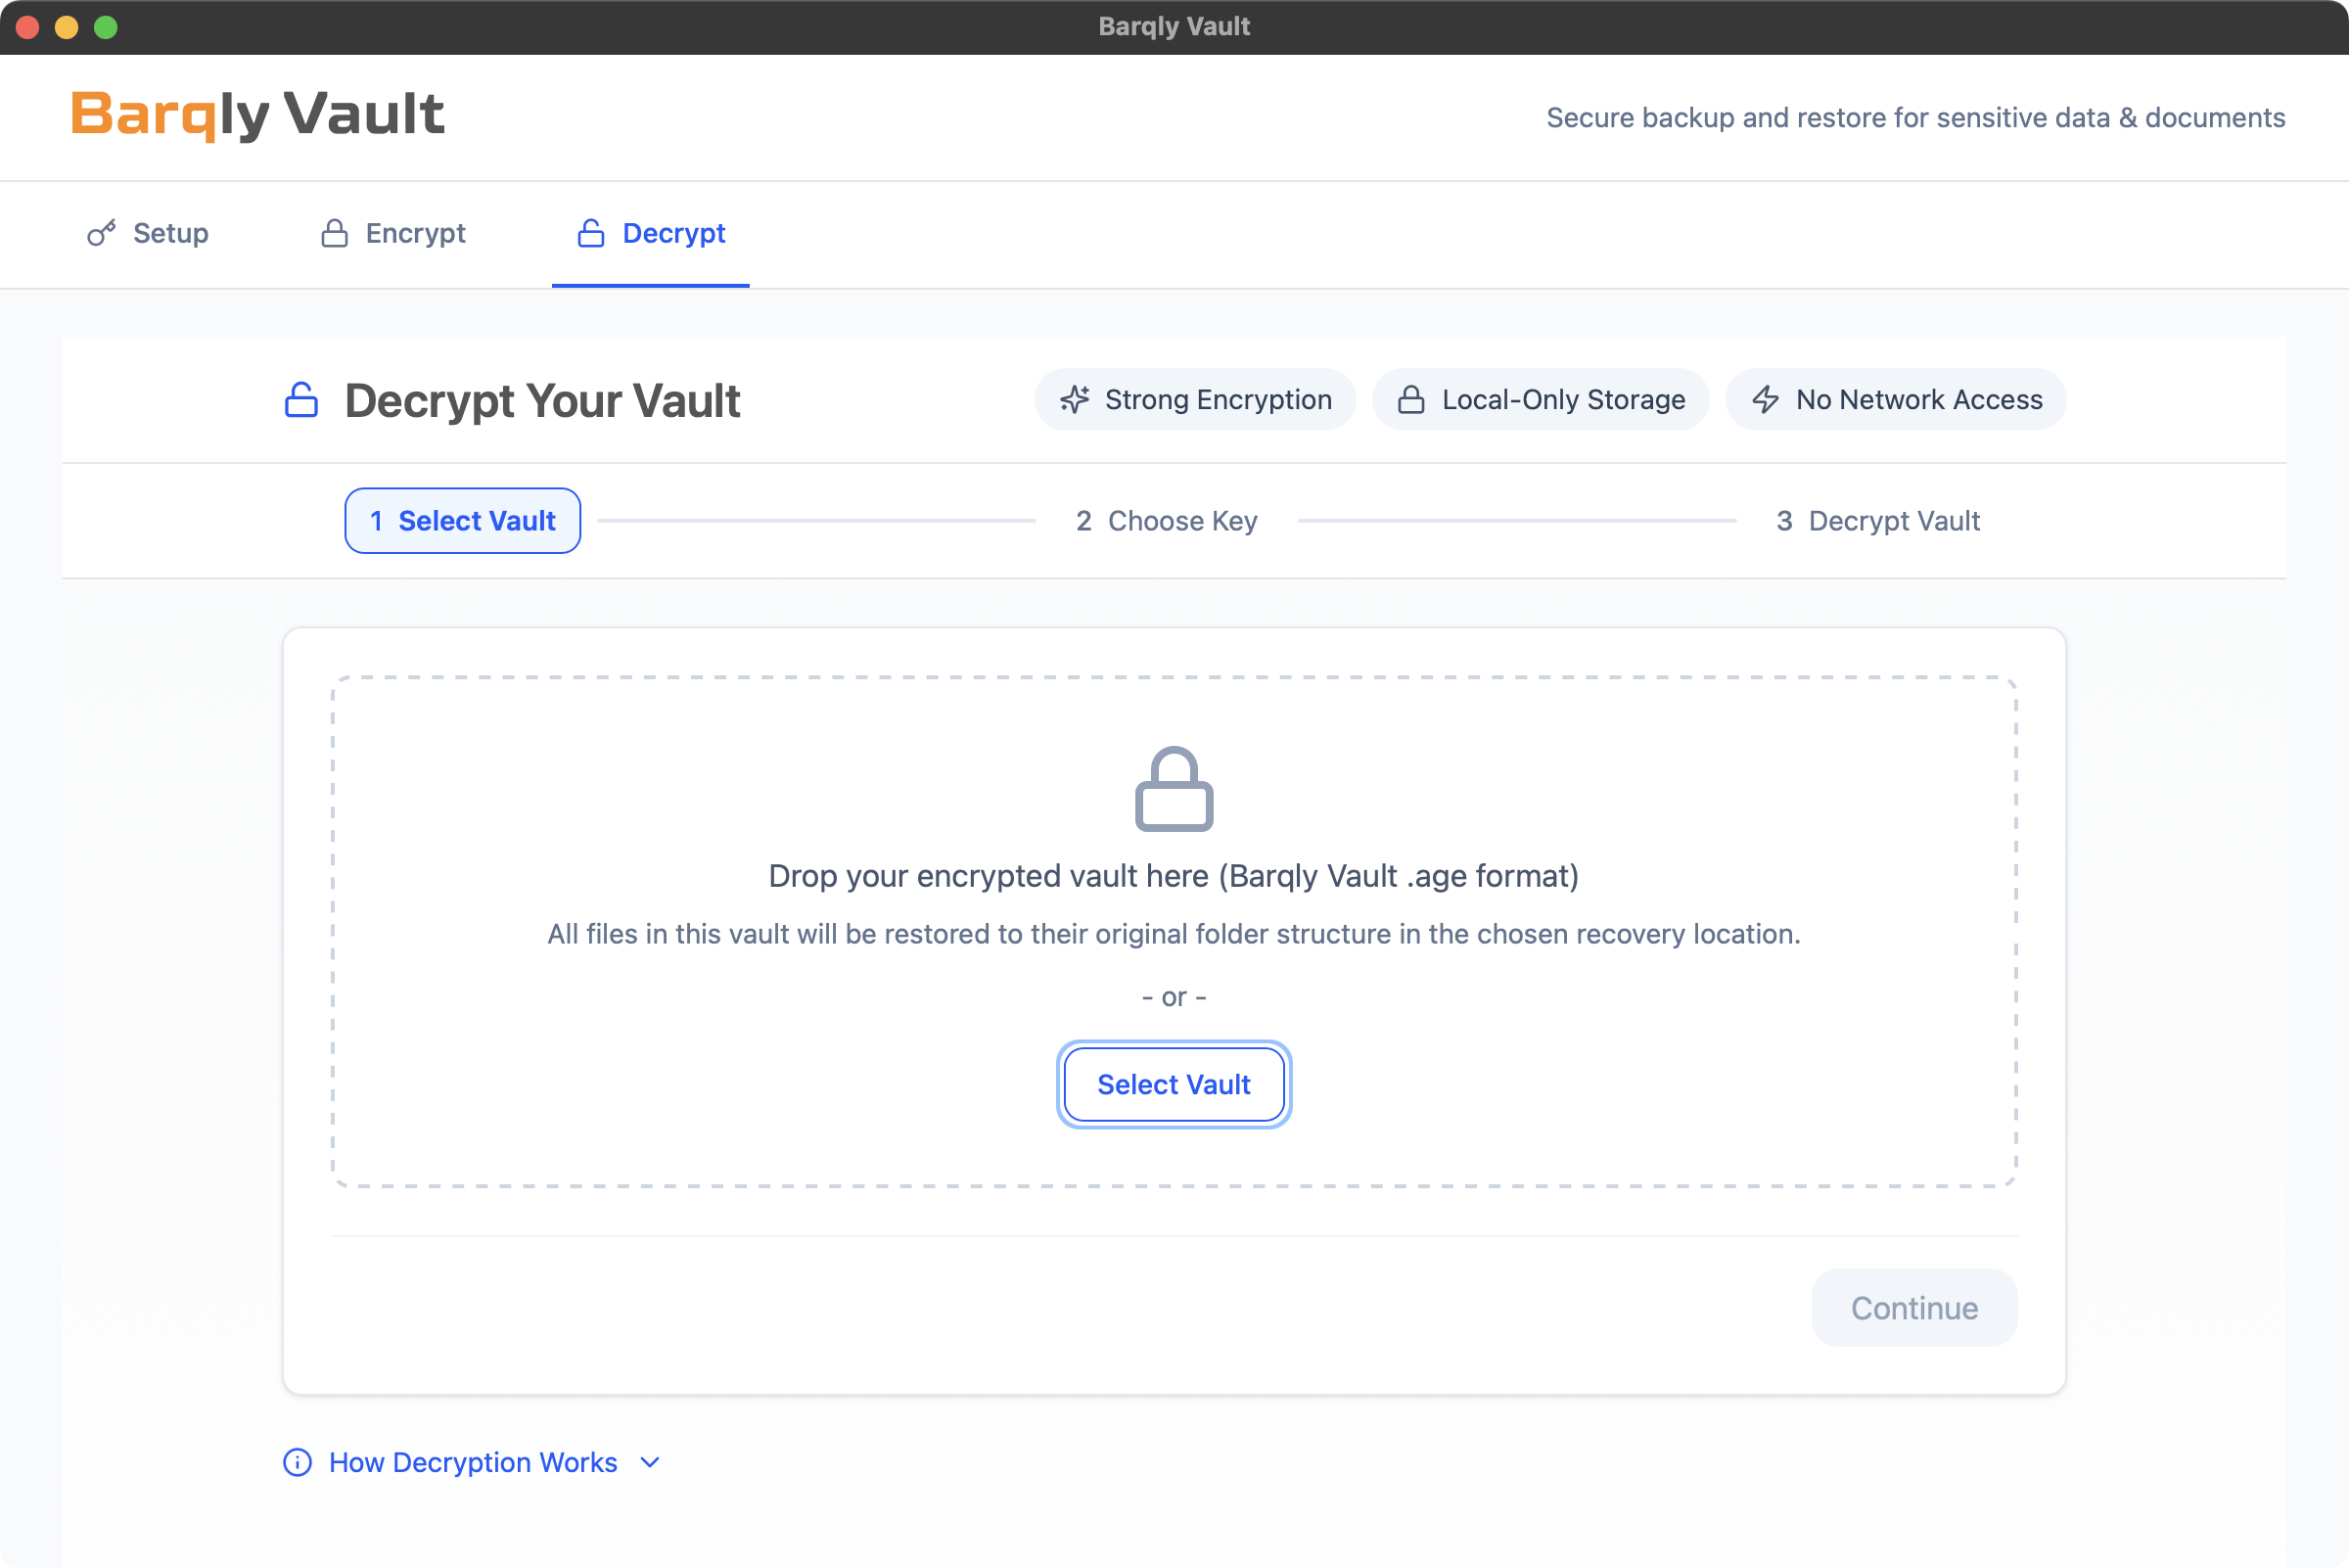 Barqly Vault
Barqly Vault
Secure backup and restore for sensitive data & documents
Setup
Encrypt
Decrypt
Decrypt Your Vault
Strong Encryption
Local-Only Storage
No Network Access
1 Select Vault
2 Choose Key
3 Decrypt Vault
Drop your encrypted vault here (Barqly Vault .age format)
All files in this vault will be restored to their original folder structure in the chosen recovery location.
- or -
Select Vault
Continue
How Decryption Works